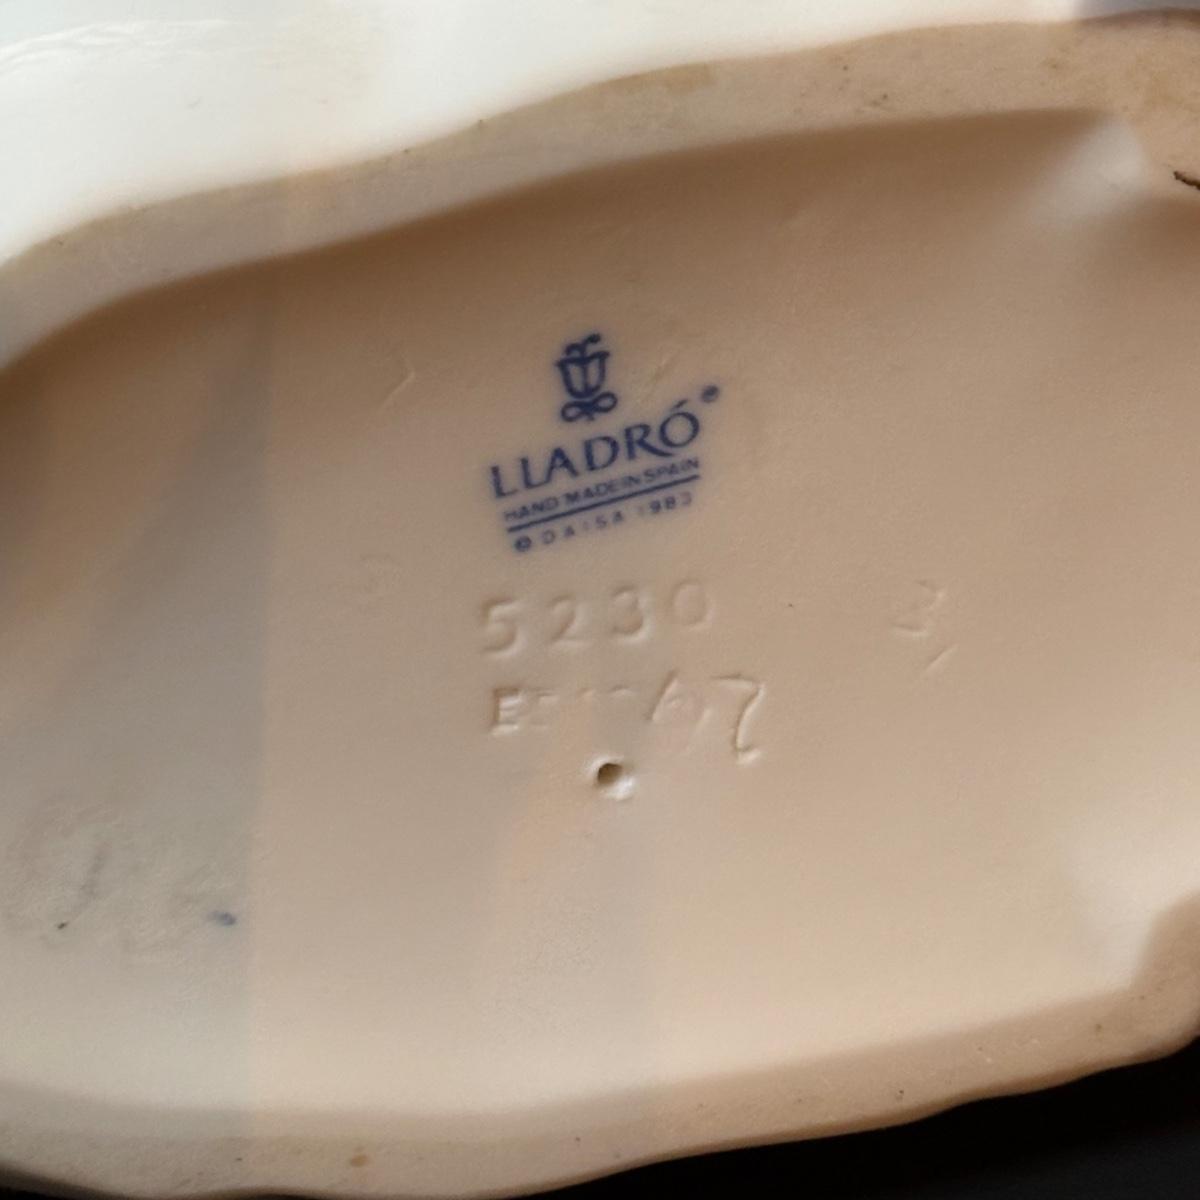 LLADRÓ®
HAND MADE IN SPAIN
© DAISA 1983
5230